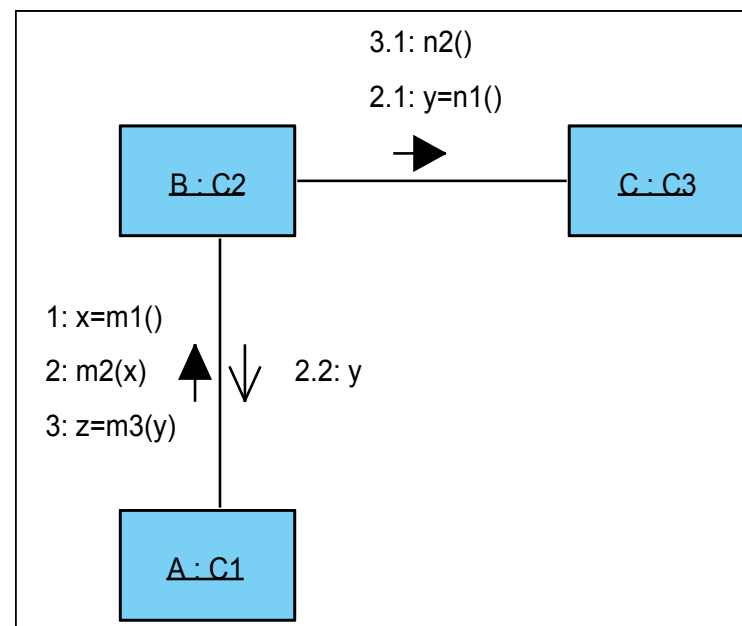 3.1: n2()
2.1: y=n1()
B : C2
C : C3
1: x=m1()
2: m2(x)
2.2: y
3: z=m3(y)
A : C1